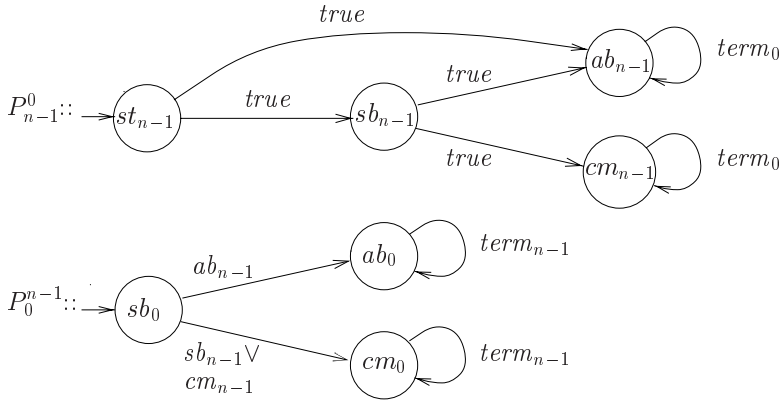 true
ab_{n-1}
term_0
true
P^0_{n-1}::
st_{n-1}
true
sb_{n-1}
true
cm_{n-1}
term_0
ab_{n-1}
ab_0
term_{n-1}
P^{n-1}_0::
sb_0
sb_{n-1}∨
cm_{n-1}
cm_0
term_{n-1}